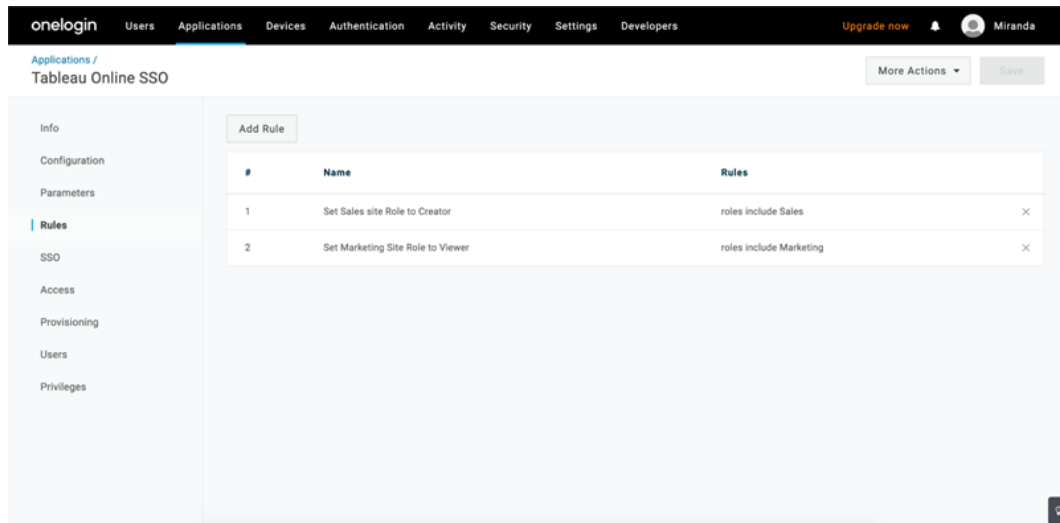 onelogin Users Applications Devices Authentication Activity Security Settings Developers Upgrade now Miranda
Applications /
Tableau Online SSO
More Actions Save
Info
Configuration
Parameters
Rules
SSO
Access
Provisioning
Users
Privileges
Add Rule
# Name Rules
1 Set Sales site Role to Creator roles include Sales
2 Set Marketing Site Role to Viewer roles include Marketing